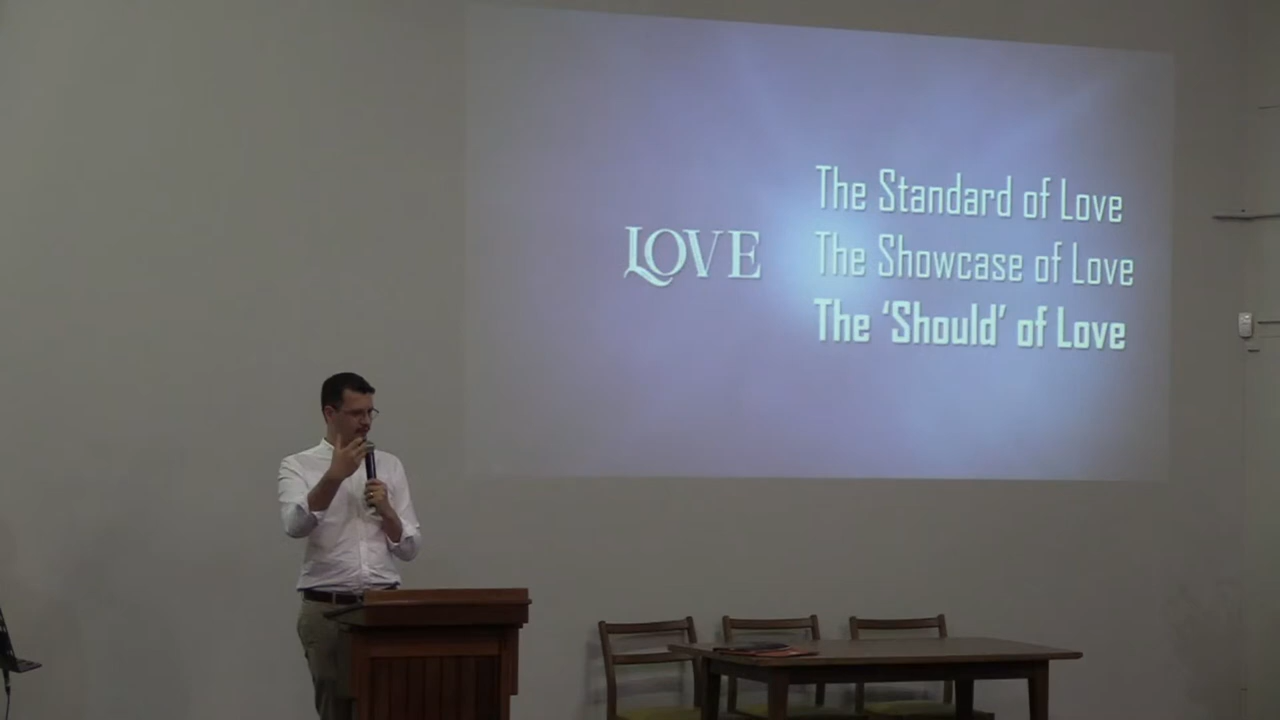 LOVE
The Standard of Love
The Showcase of Love
The ‘Should’ of Love